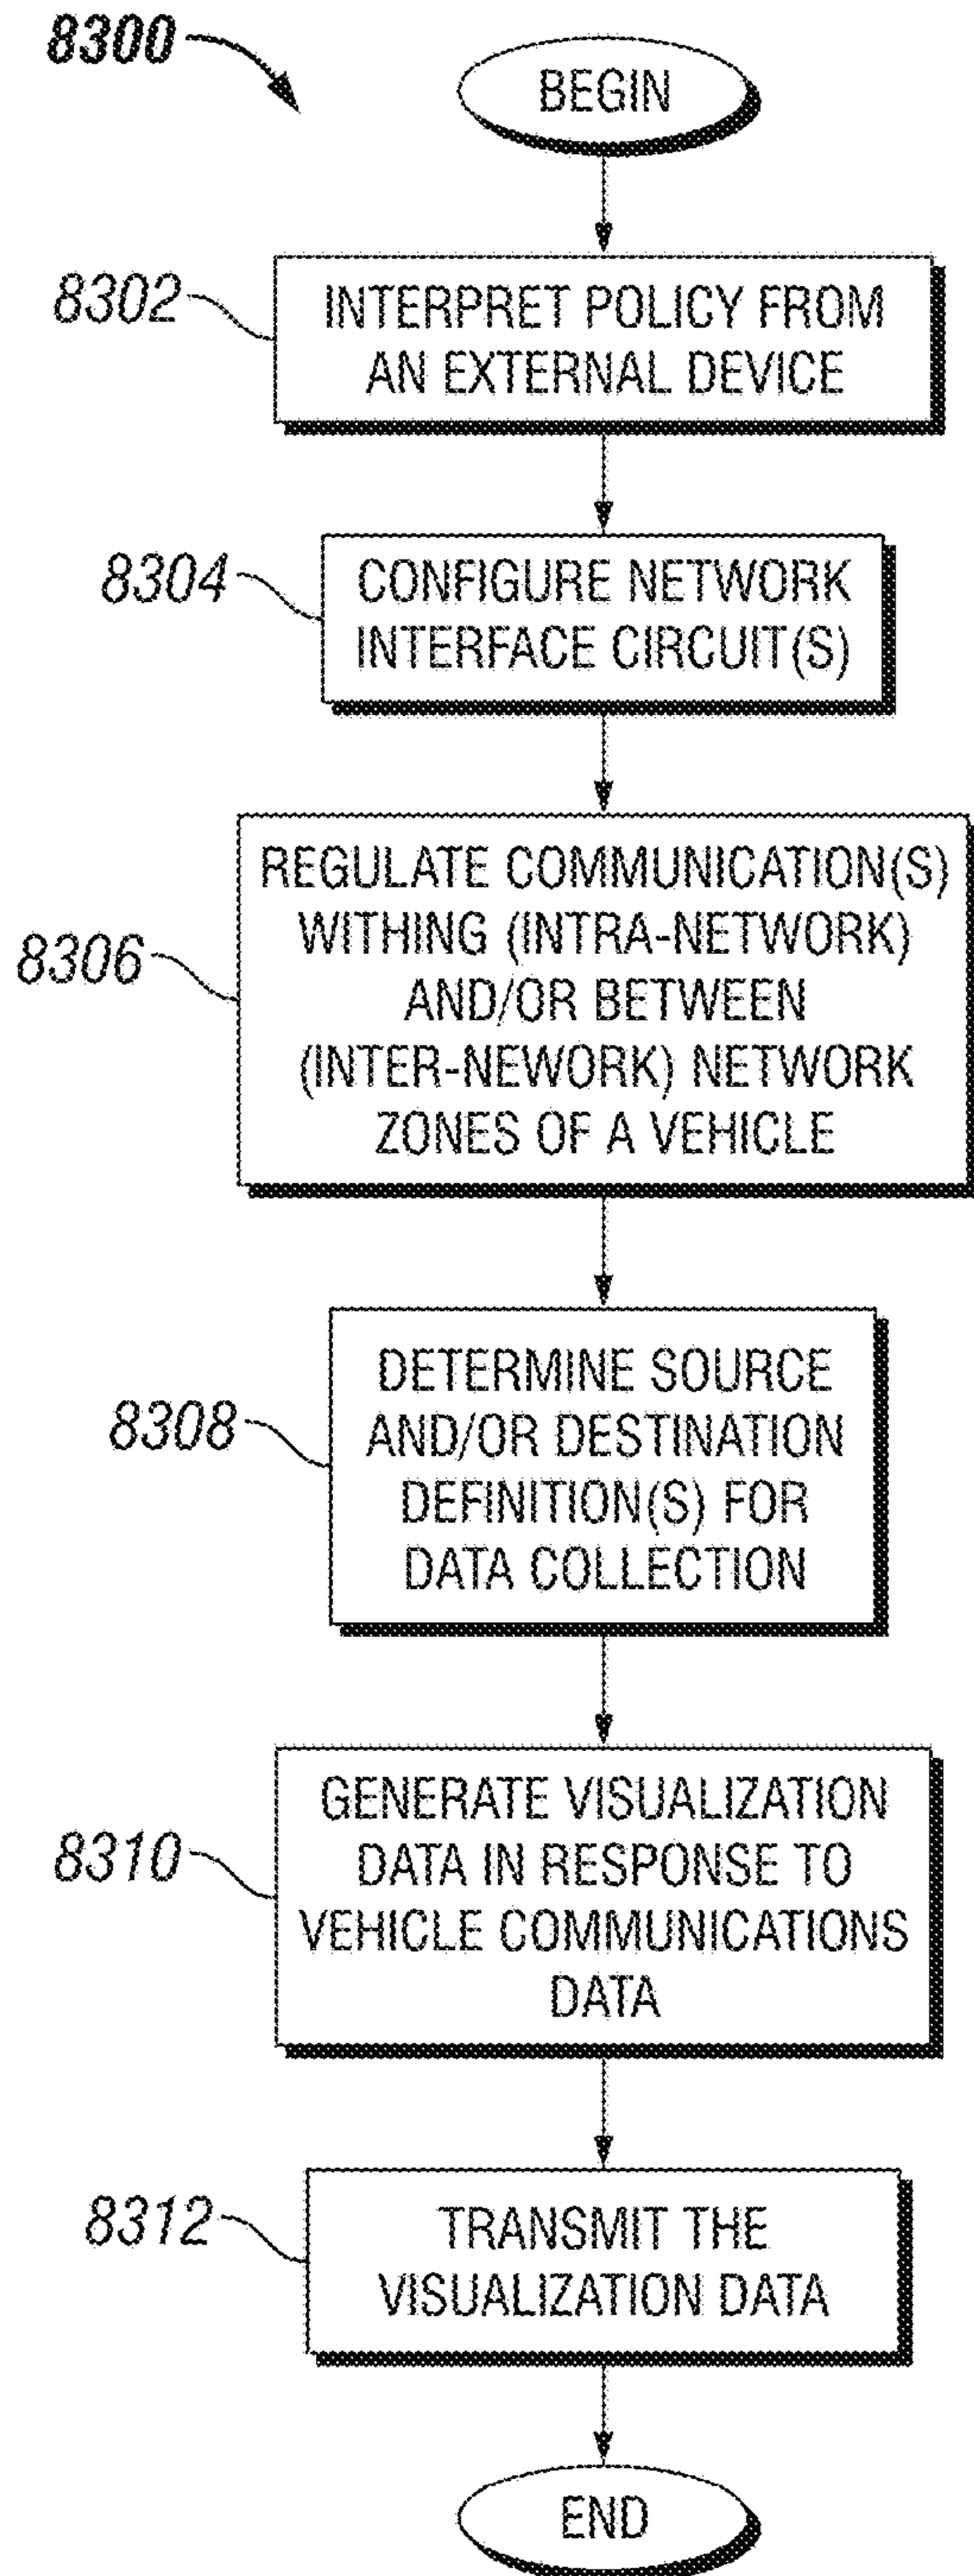 8300
BEGIN
8302
INTERPRET POLICY FROM
AN EXTERNAL DEVICE
8304
CONFIGURE NETWORK
INTERFACE CIRCUIT(S)
8306
REGULATE COMMUNICATION(S)
WITHING (INTRA-NETWORK)
AND/OR BETWEEN
(INTER-NEWORK) NETWORK
ZONES OF A VEHICLE
8308
DETERMINE SOURCE
AND/OR DESTINATION
DEFINITION(S) FOR
DATA COLLECTION
8310
GENERATE VISUALIZATION
DATA IN RESPONSE TO
VEHICLE COMMUNICATIONS
DATA
8312
TRANSMIT THE
VISUALIZATION DATA
END